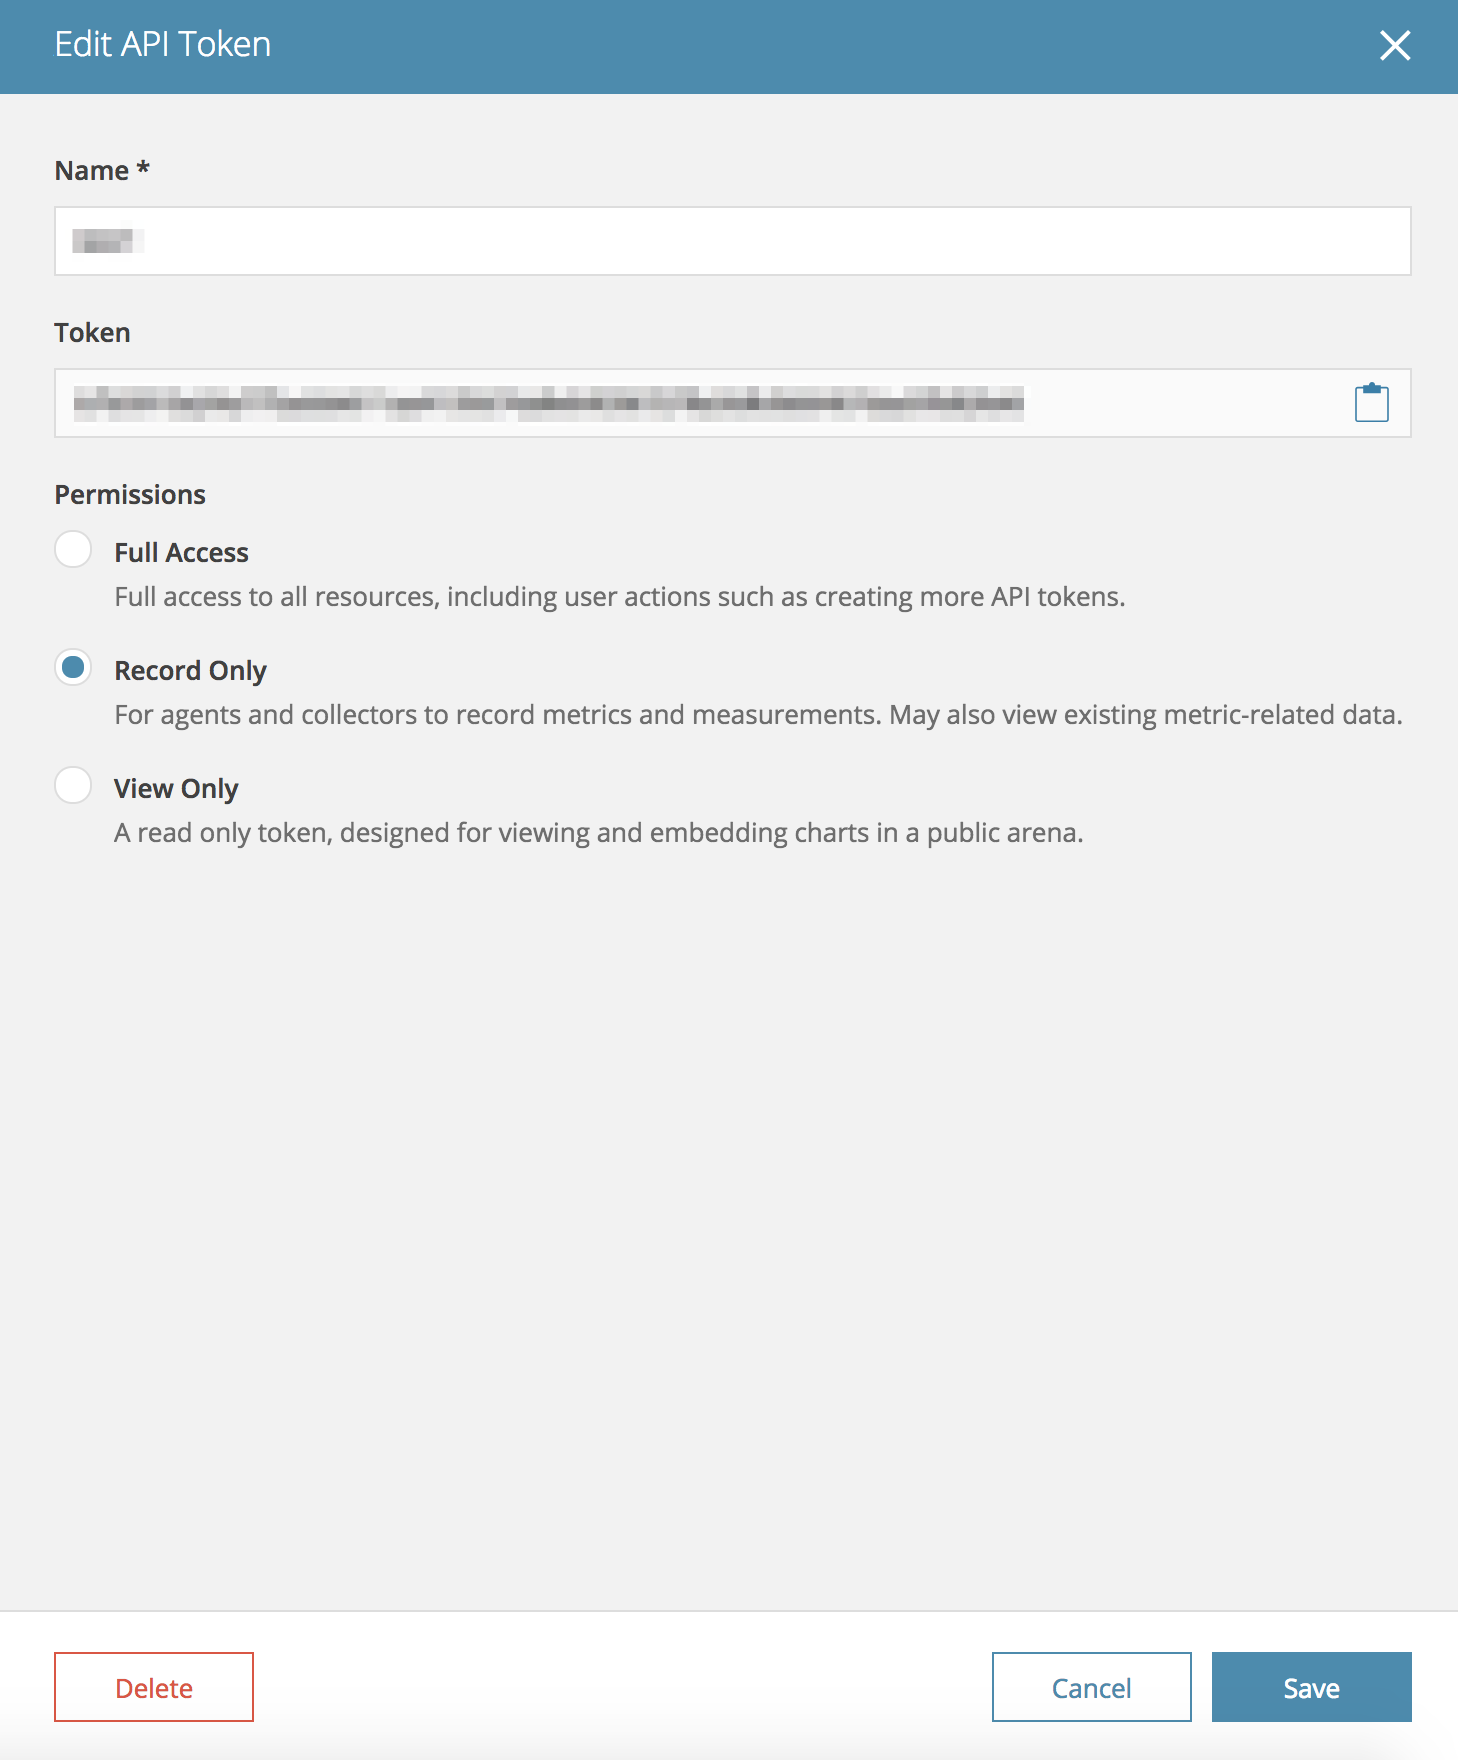 Edit API Token
Name *
Token
Permissions
Full Access
Full access to all resources, including user actions such as creating more API tokens.
Record Only
For agents and collectors to record metrics and measurements. May also view existing metric-related data.
View Only
A read only token, designed for viewing and embedding charts in a public arena.
Delete
Cancel
Save